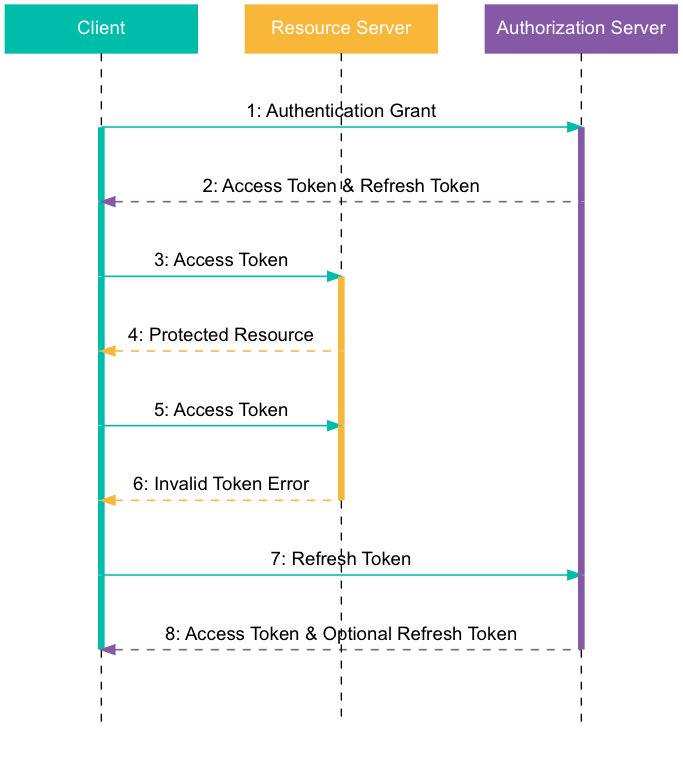 Client
Resource Server
Authorization Server
1: Authentication Grant
2: Access Token & Refresh Token
3: Access Token
4: Protected Resource
5: Access Token
6: Invalid Token Error
7: Refresh Token
8: Access Token & Optional Refresh Token